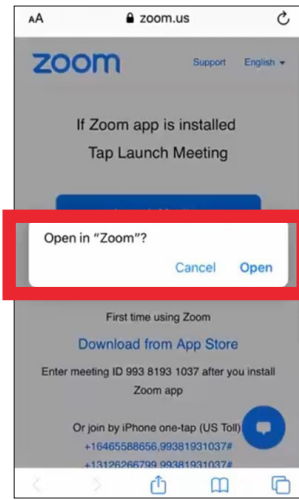 AA zoom.us
zoom Support English
If Zoom app is installed
Tap Launch Meeting
Open in “Zoom”?
Cancel Open
First time using Zoom
Download from App Store
Enter meeting ID 993 8193 1037 after you install
Zoom app
Or join by iPhone one-tap (US Toll)
+16465588656,99381931037#
+13126266799,99381931037#